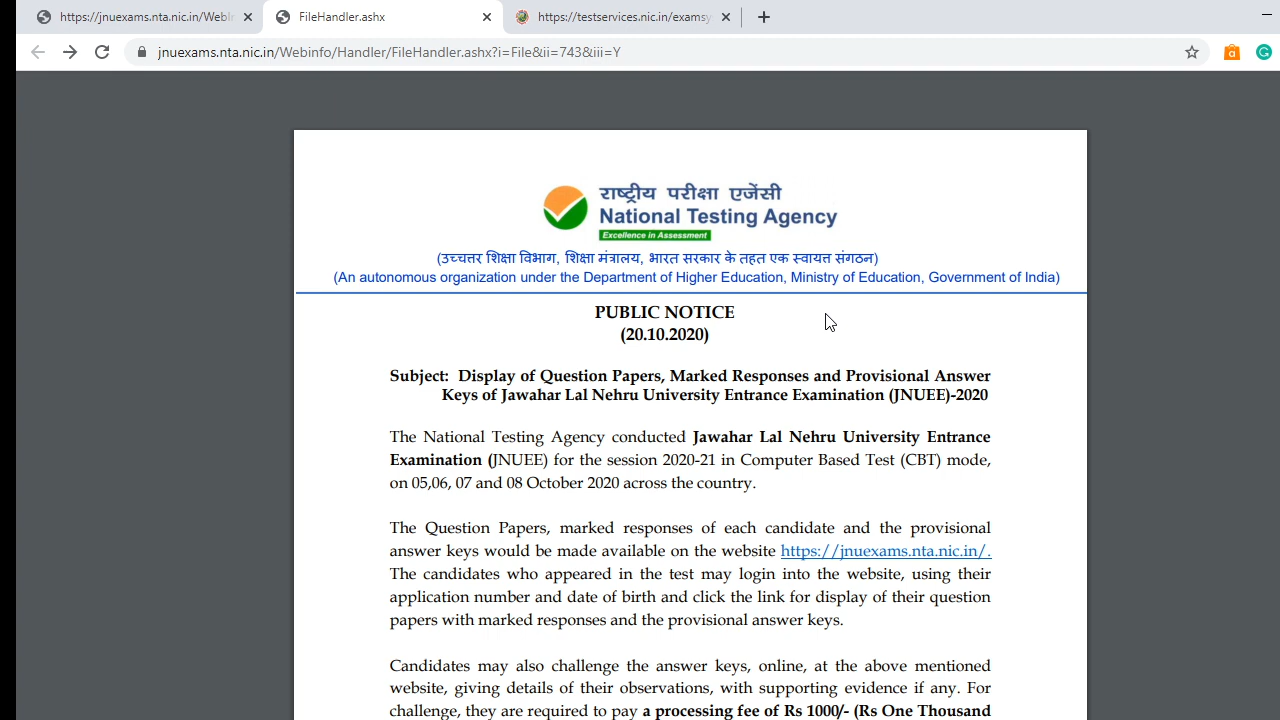 https://jnuexams.nta.nic.in/WebIn
FileHandler.ashx
https://testservices.nic.in/examsy
jnuexams.nta.nic.in/Webinfo/Handler/FileHandler.ashx?i=File&ii=743&iii=Y
राष्ट्रीय परीक्षा एजेंसी
National Testing Agency
Excellence in Assessment
(उच्चत्तर शिक्षा विभाग, शिक्षा मंत्रालय, भारत सरकार के तहत एक स्वायत्त संगठन)
(An autonomous organization under the Department of Higher Education, Ministry of Education, Government of India)
PUBLIC NOTICE
(20.10.2020)
Subject: Display of Question Papers, Marked Responses and Provisional Answer
Keys of Jawahar Lal Nehru University Entrance Examination (JNUEE)-2020
The National Testing Agency conducted Jawahar Lal Nehru University Entrance
Examination (JNUEE) for the session 2020-21 in Computer Based Test (CBT) mode,
on 05,06, 07 and 08 October 2020 across the country.
The Question Papers, marked responses of each candidate and the provisional
answer keys would be made available on the website https://jnuexams.nta.nic.in/.
The candidates who appeared in the test may login into the website, using their
application number and date of birth and click the link for display of their question
papers with marked responses and the provisional answer keys.
Candidates may also challenge the answer keys, online, at the above mentioned
website, giving details of their observations, with supporting evidence if any. For
challenge, they are required to pay a processing fee of Rs 1000/- (Rs One Thousand